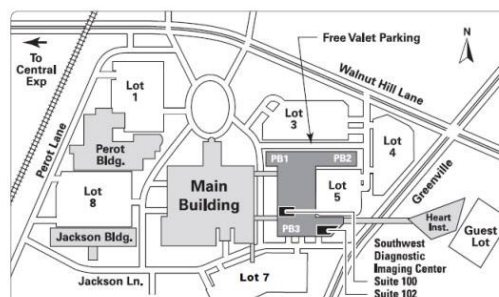 Free Valet Parking
N
To
Central
Exp
Walnut Hill Lane
Lot
1
Lot
3
Lot
4
Perot Lane
Perot
Bldg.
PB1
PB2
Greenville
Lot
8
Main
Building
Lot
5
Heart
Inst.
Guest
Lot
Jackson Bldg.
PB3
Southwest
Diagnostic
Imaging Center
Suite 100
Suite 102
Jackson Ln.
Lot 7